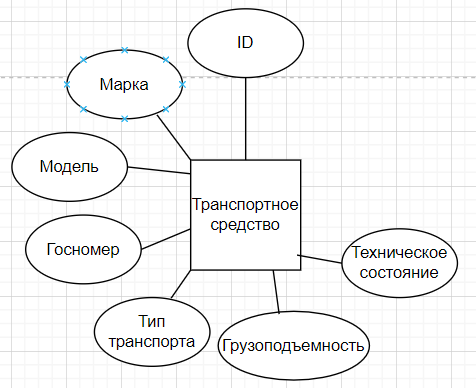 ID
Марка
Модель
Транспортное
средство
Госномер
Техническое
состояние
Тип
транспорта
Грузоподъемность